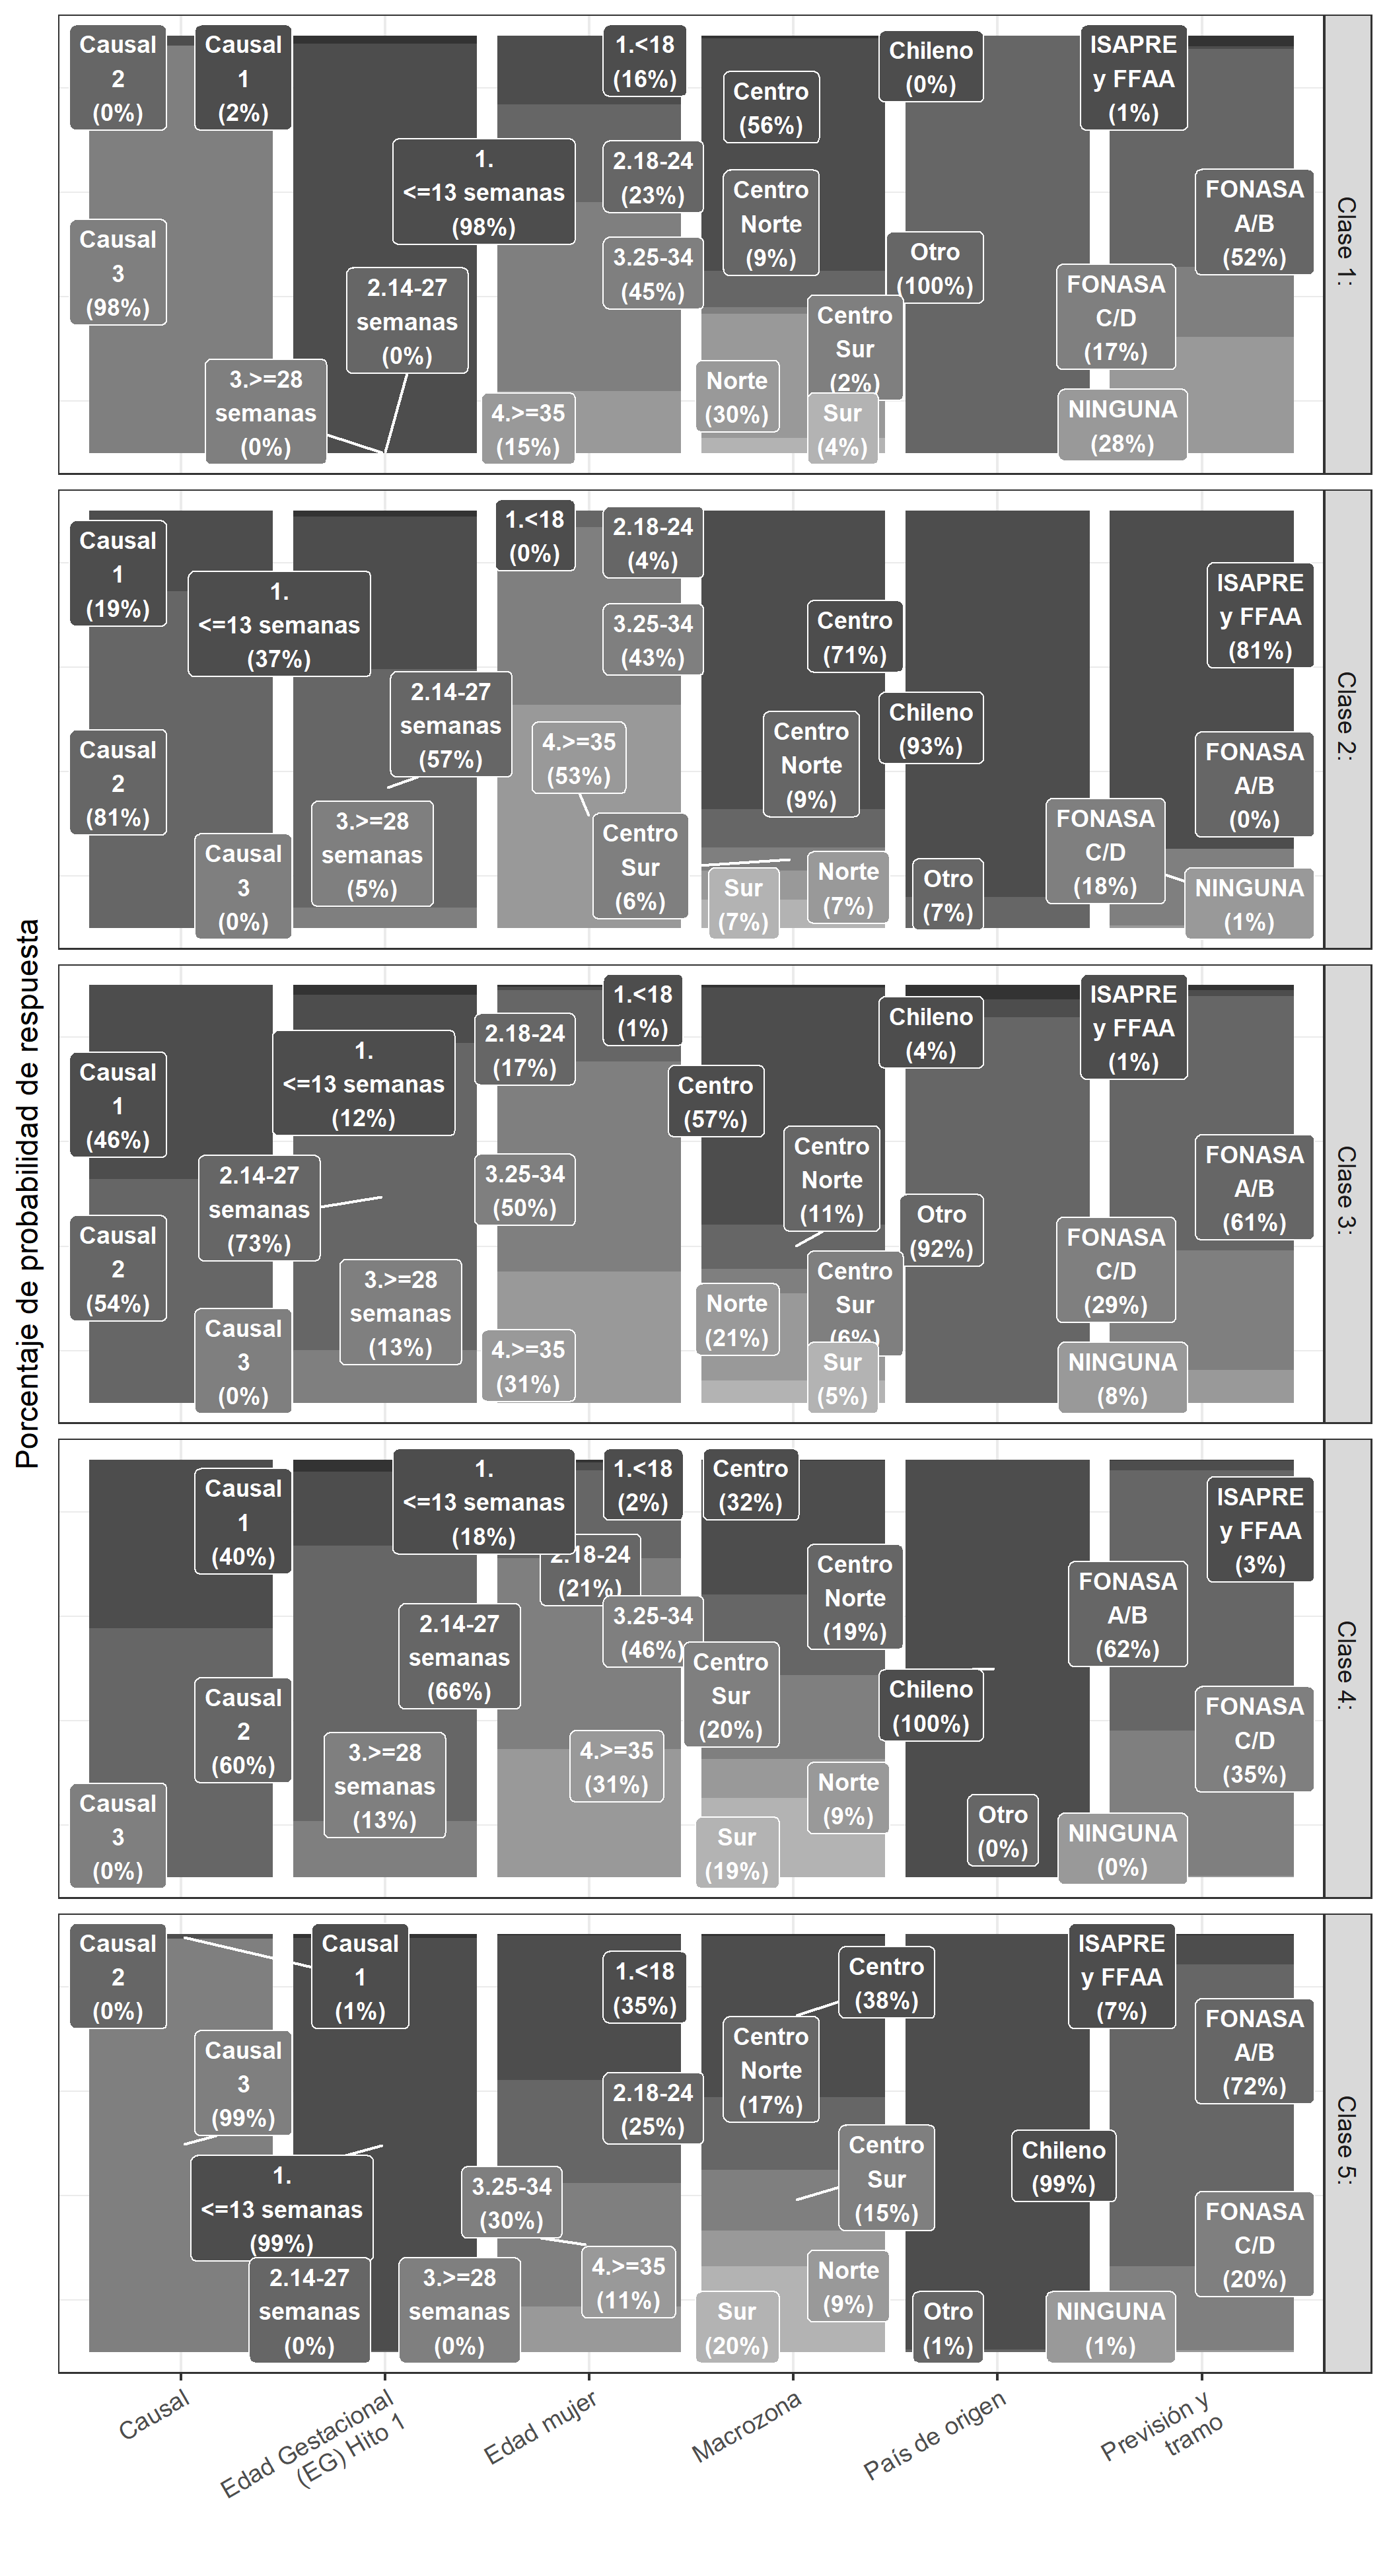 Porcentaje de probabilidad de respuesta
Causal
2
(0%)
Causal
1
(2%)
Causal
3
(98%)
1.
<=13 semanas
(98%)
2.14-27
semanas
(0%)
3.>=28
semanas
(0%)
1.<18
(16%)
2.18-24
(23%)
3.25-34
(45%)
4.>=35
(15%)
Centro
(56%)
Centro
Norte
(9%)
Centro
Sur
(2%)
Norte
(30%)
Sur
(4%)
Chileno
(0%)
Otro
(100%)
ISAPRE
y FFAA
(1%)
FONASA
A/B
(52%)
FONASA
C/D
(17%)
NINGUNA
(28%)
Clase 1:
Causal
1
(19%)
Causal
2
(81%)
Causal
3
(0%)
1.
<=13 semanas
(37%)
2.14-27
semanas
(57%)
3.>=28
semanas
(5%)
1.<18
(0%)
2.18-24
(4%)
3.25-34
(43%)
4.>=35
(53%)
Centro
(71%)
Centro
Norte
(9%)
Centro
Sur
(6%)
Norte
(7%)
Sur
(7%)
Chileno
(93%)
Otro
(7%)
ISAPRE
y FFAA
(81%)
FONASA
A/B
(0%)
FONASA
C/D
(18%)
NINGUNA
(1%)
Clase 2:
Causal
1
(46%)
Causal
2
(54%)
Causal
3
(0%)
1.
<=13 semanas
(12%)
2.14-27
semanas
(73%)
3.>=28
semanas
(13%)
1.<18
(1%)
2.18-24
(17%)
3.25-34
(50%)
4.>=35
(31%)
Centro
(57%)
Centro
Norte
(11%)
Centro
Sur
(6%)
Norte
(21%)
Sur
(5%)
Chileno
(4%)
Otro
(92%)
ISAPRE
y FFAA
(1%)
FONASA
A/B
(61%)
FONASA
C/D
(29%)
NINGUNA
(8%)
Clase 3:
Causal
1
(40%)
Causal
2
(60%)
Causal
3
(0%)
1.
<=13 semanas
(18%)
2.14-27
semanas
(66%)
3.>=28
semanas
(13%)
1.<18
(2%)
2.18-24
(21%)
3.25-34
(46%)
4.>=35
(31%)
Centro
(32%)
Centro
Norte
(19%)
Centro
Sur
(20%)
Norte
(9%)
Sur
(19%)
Chileno
(100%)
Otro
(0%)
ISAPRE
y FFAA
(3%)
FONASA
A/B
(62%)
FONASA
C/D
(35%)
NINGUNA
(0%)
Clase 4:
Causal
2
(0%)
Causal
1
(1%)
Causal
3
(99%)
1.
<=13 semanas
(99%)
2.14-27
semanas
(0%)
3.>=28
semanas
(0%)
1.<18
(35%)
2.18-24
(25%)
3.25-34
(30%)
4.>=35
(11%)
Centro
(38%)
Centro
Norte
(17%)
Centro
Sur
(15%)
Norte
(9%)
Sur
(20%)
Chileno
(99%)
Otro
(1%)
ISAPRE
y FFAA
(7%)
FONASA
A/B
(72%)
FONASA
C/D
(20%)
NINGUNA
(1%)
Clase 5:
Causal
Edad Gestacional
(EG) Hito 1
Edad mujer
Macrozona
País de origen
Previsión y
tramo